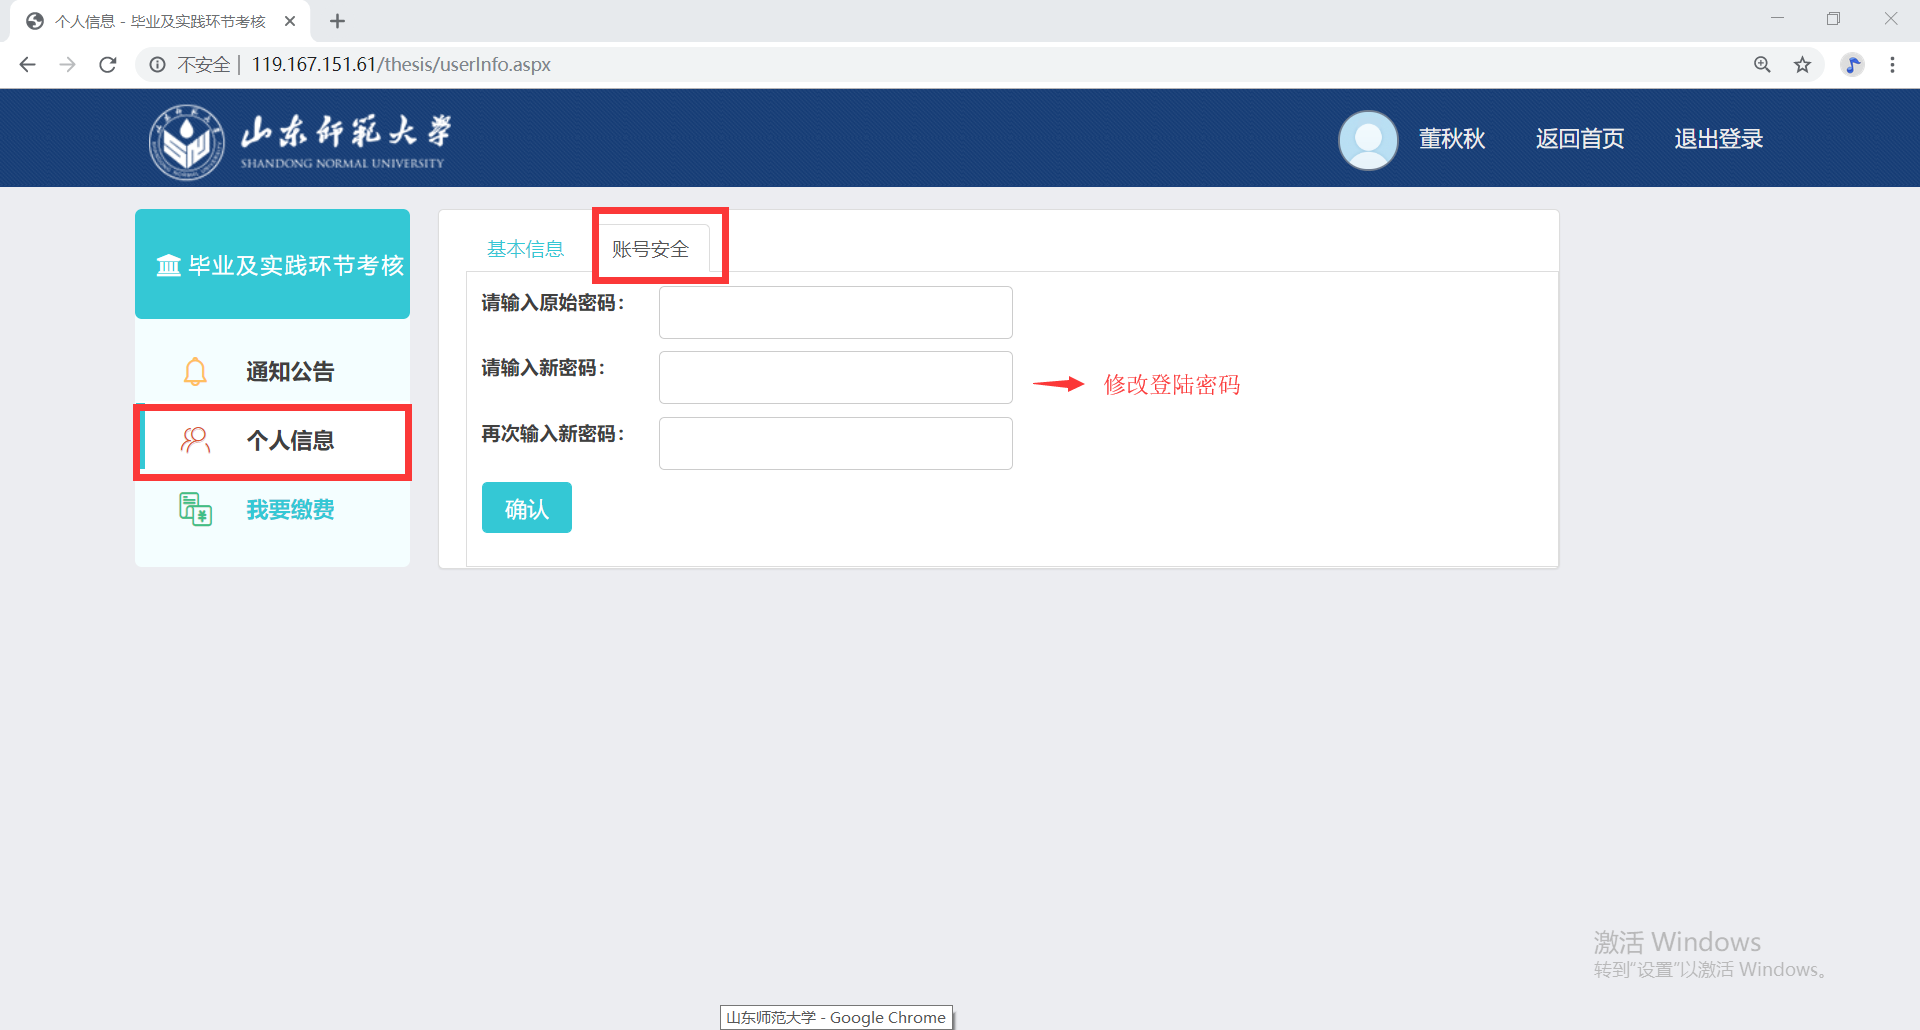 个人信息 - 毕业及实践环节考核
不安全 | 119.167.151.61/thesis/userInfo.aspx
山东师范大学
SHANDONG NORMAL UNIVERSITY
董秋秋 返回首页 退出登录
毕业及实践环节考核
通知公告
个人信息
我要缴费
基本信息 账号安全
请输入原始密码：
请输入新密码：
修改登陆密码
再次输入新密码：
确认
激活 Windows
转到“设置”以激活 Windows。
山东师范大学 - Google Chrome